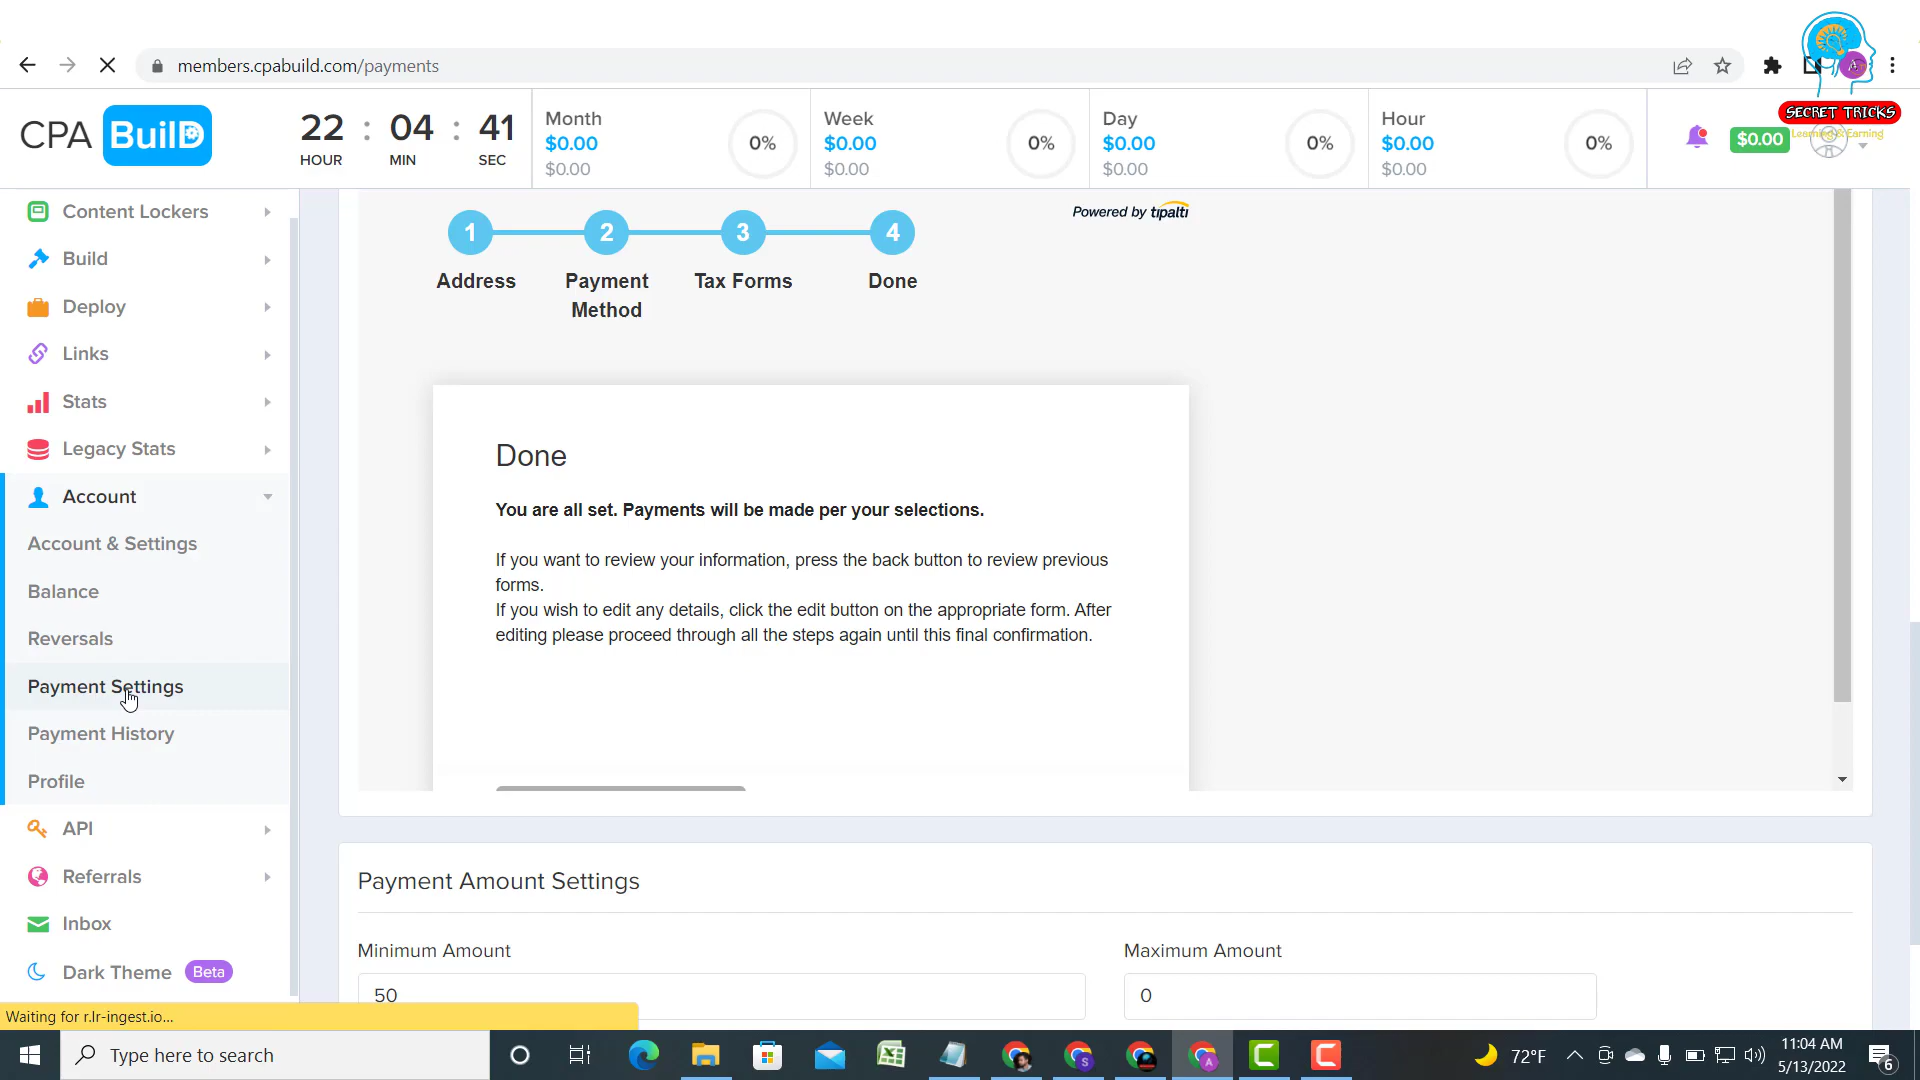 members.cpabuild.com/payments
SECRET TRICKS
Learning & Earning
CPA BuilD
22 : 04 : 41
HOUR MIN SEC
Month
$0.00
$0.00
0%
Week
$0.00
$0.00
0%
Day
$0.00
$0.00
0%
Hour
$0.00
$0.00
0%
$0.00
Content Lockers
Build
Deploy
Links
Stats
Legacy Stats
Account
Account & Settings
Balance
Reversals
Payment Settings
Payment History
Profile
API
Referrals
Inbox
Dark Theme Beta
Powered by tipalti
1 2 3 4
Address
Payment
Method
Tax Forms
Done
Done
You are all set. Payments will be made per your selections.
If you want to review your information, press the back button to review previous
forms.
If you wish to edit any details, click the edit button on the appropriate form. After
editing please proceed through all the steps again until this final confirmation.
Payment Amount Settings
Minimum Amount
50
Maximum Amount
0
Waiting for r.lr-ingest.io...
Type here to search
S
A
72°F
11:04 AM
5/13/2022
6